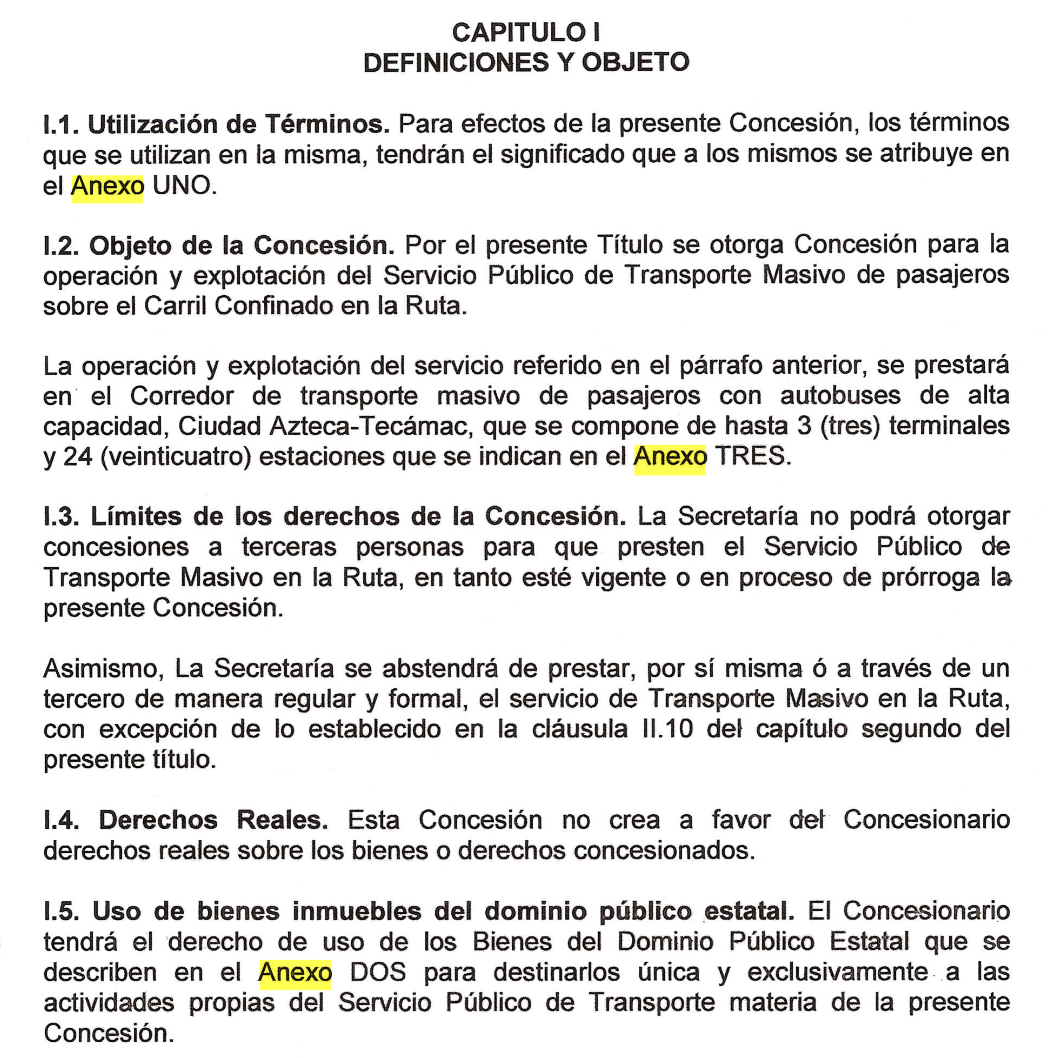 CAPITULO I
DEFINICIONES Y OBJETO
I.1. Utilización de Términos. Para efectos de la presente Concesión, los términos
que se utilizan en la misma, tendrán el significado que a los mismos se atribuye en
el Anexo UNO.
I.2. Objeto de la Concesión. Por el presente Título se otorga Concesión para la
operación y explotación del Servicio Público de Transporte Masivo de pasajeros
sobre el Carril Confinado en la Ruta.
La operación y explotación del servicio referido en el párrafo anterior, se prestará
en el Corredor de transporte masivo de pasajeros con autobuses de alta
capacidad, Ciudad Azteca-Tecámac, que se compone de hasta 3 (tres) terminales
y 24 (veinticuatro) estaciones que se indican en el Anexo TRES.
I.3. Límites de los derechos de la Concesión. La Secretaría no podrá otorgar
concesiones a terceras personas para que presten el Servicio Público de
Transporte Masivo en la Ruta, en tanto esté vigente o en proceso de prórroga la
presente Concesión.
Asimismo, La Secretaría se abstendrá de prestar, por sí misma ó a través de un
tercero de manera regular y formal, el servicio de Transporte Masivo en la Ruta,
con excepción de lo establecido en la cláusula II.10 del capítulo segundo del
presente título.
I.4. Derechos Reales. Esta Concesión no crea a favor del Concesionario
derechos reales sobre los bienes o derechos concesionados.
I.5. Uso de bienes inmuebles del dominio público estatal. El Concesionario
tendrá el derecho de uso de los Bienes del Dominio Público Estatal que se
describen en el Anexo DOS para destinarlos única y exclusivamente a las
actividades propias del Servicio Público de Transporte materia de la presente
Concesión.